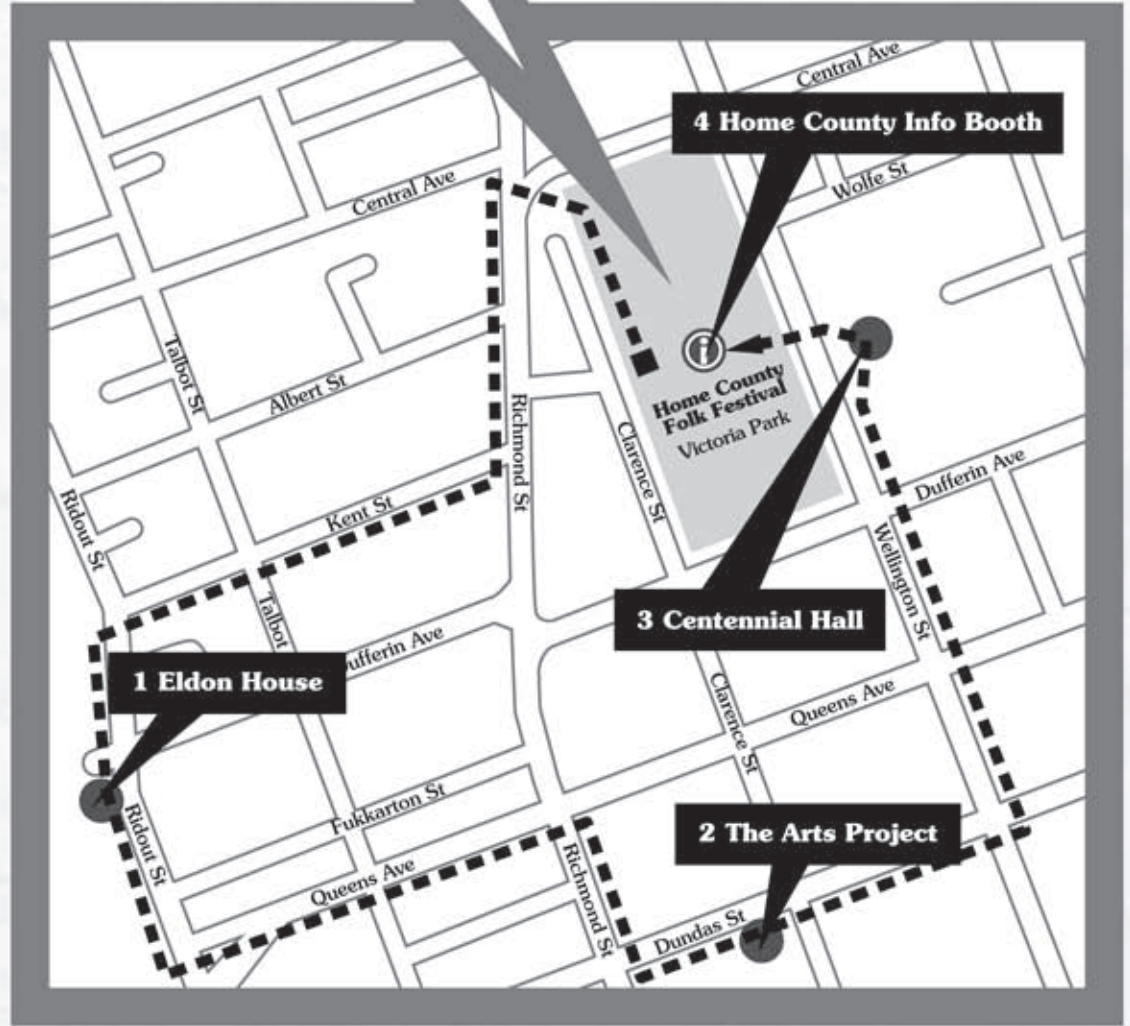 Central Ave
4 Home County Info Booth
Wolfe St
Central Ave
Talbot St
Albert St
Richmond St
Home County
Folk Festival
Victoria Park
Clarence St
Dufferin Ave
Ridout St
Kent St
Wellington St
Talbot
3 Centennial Hall
ufferin Ave
1 Eldon House
Clarence St
Queens Ave
Ridout St
Fukkarton St
2 The Arts Project
Queens Ave
Richmond St
Dundas St